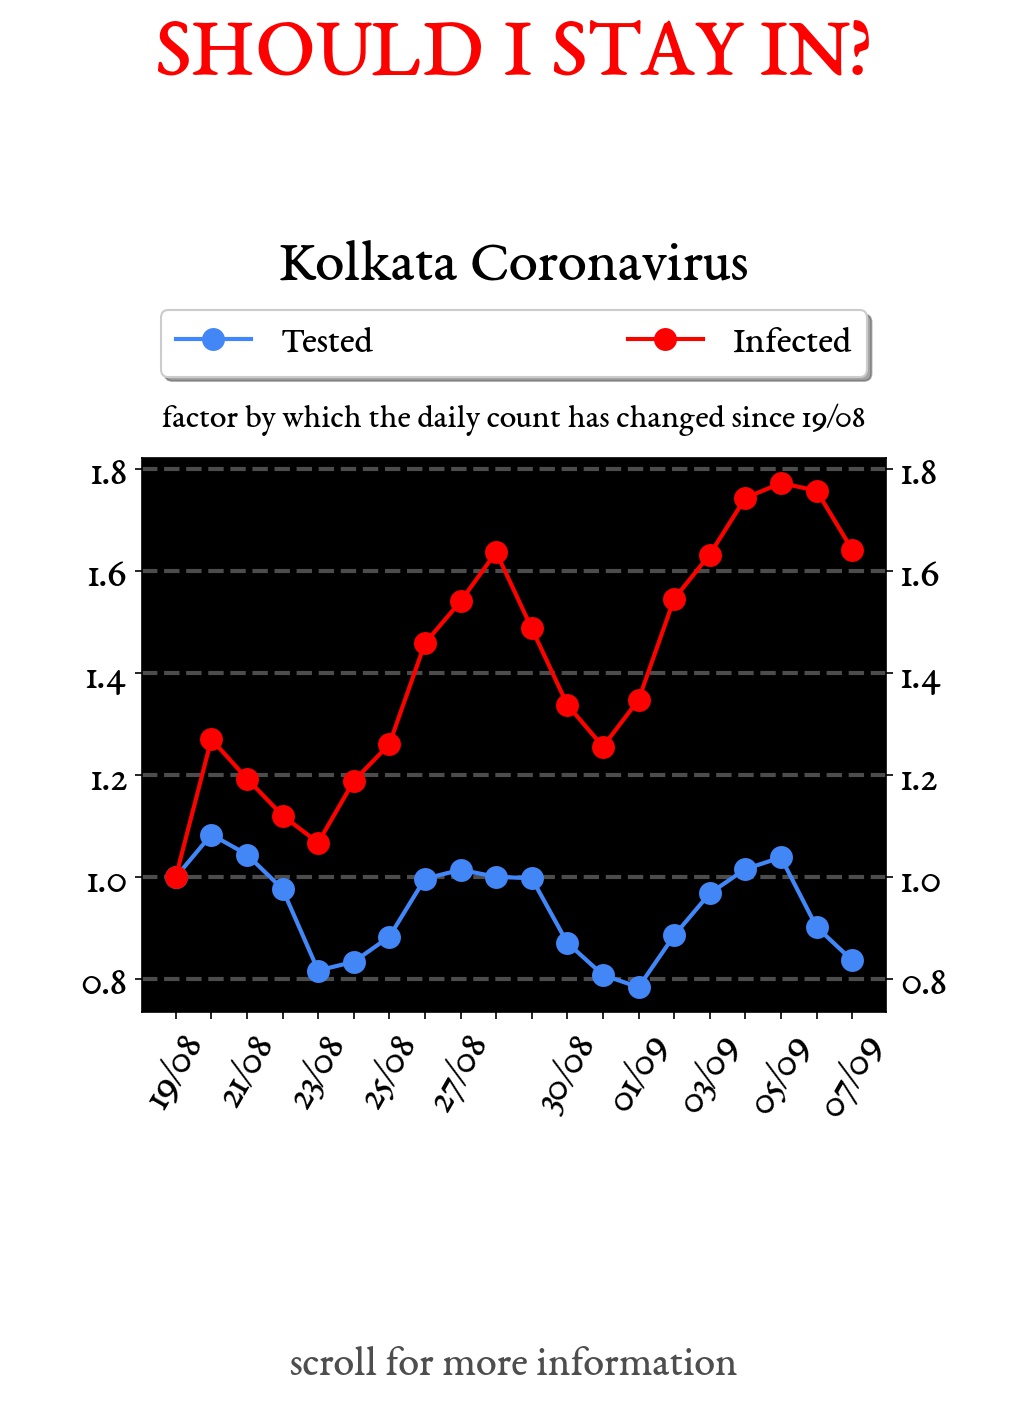 SHOULD I STAY IN?
Kolkata Coronavirus
Tested Infected
factor by which the daily count has changed since 19/08
1.8 1.8
1.6 1.6
1.4 1.4
1.2 1.2
1.0 1.0
0.8 0.8
19/08 21/08 23/08 25/08 27/08 30/08 01/09 03/09 05/09 07/09
scroll for more information